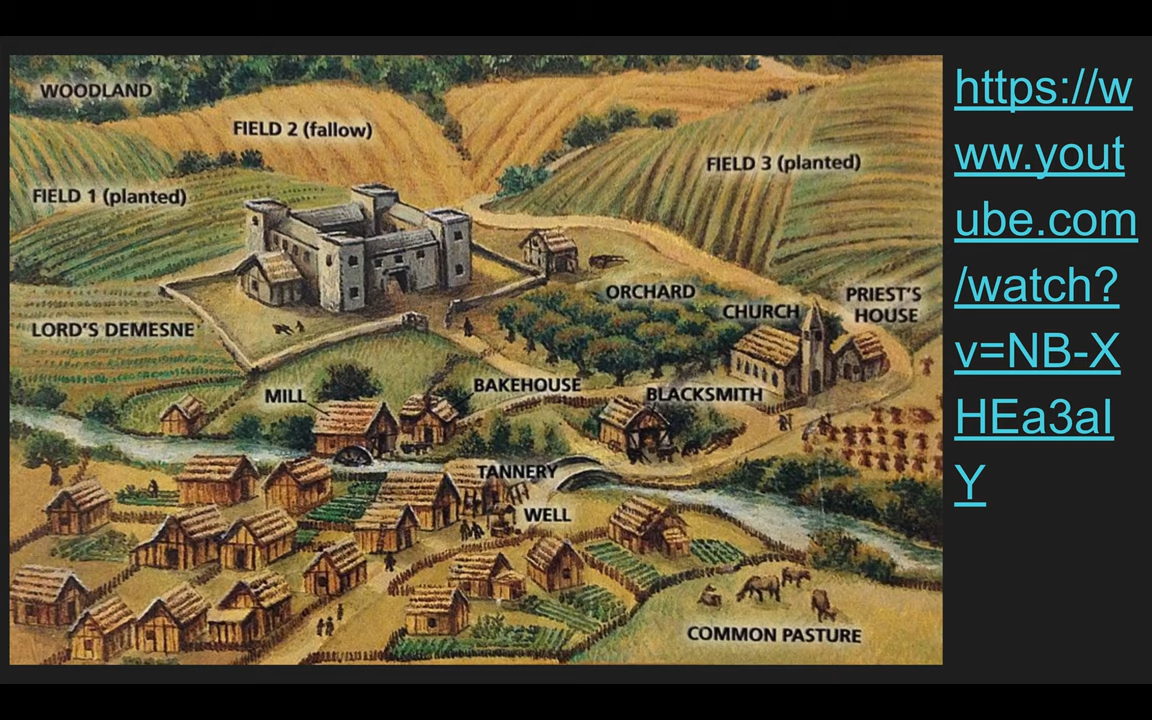 WOODLAND
FIELD 2 (fallow)
FIELD 3 (planted)
FIELD 1 (planted)
ORCHARD
CHURCH
PRIEST'S
HOUSE
LORD'S DEMESNE
MILL
BAKEHOUSE
BLACKSMITH
TANNERY
WELL
COMMON PASTURE
https://w
ww.yout
ube.com
/watch?
v=NB-X
HEa3aI
Y